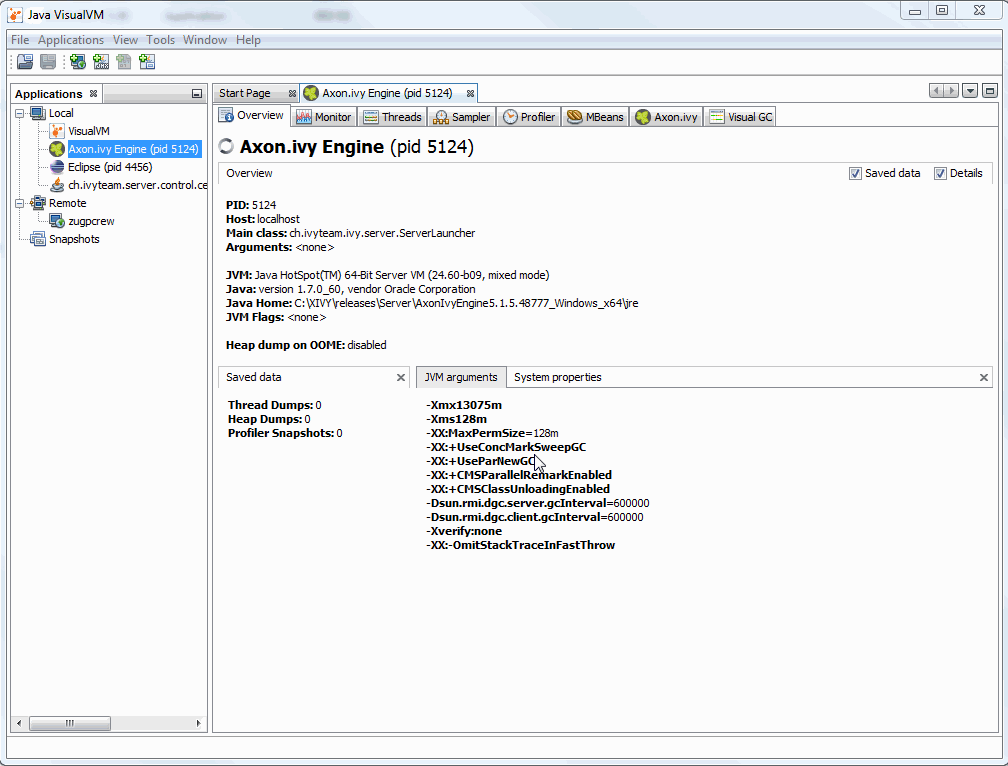 Java VisualVM
File Applications View Tools Window Help
Applications
Local
VisualVM
Axon.ivy Engine (pid 5124)
Eclipse (pid 4456)
ch.ivyteam.server.control.ce
Remote
zugpcrew
Snapshots
Start Page Axon.ivy Engine (pid 5124)
Overview Monitor Threads Sampler Profiler MBeans Axon.ivy Visual GC
Axon.ivy Engine (pid 5124)
Overview Saved data Details
PID: 5124
Host: localhost
Main class: ch.ivyteam.ivy.server.ServerLauncher
Arguments: <none>
JVM: Java HotSpot(TM) 64-Bit Server VM (24.60-b09, mixed mode)
Java: version 1.7.0_60, vendor Oracle Corporation
Java Home: C:\XIVY\releases\Server\AxonIvyEngine5.1.5.48777_Windows_x64\jre
JVM Flags: <none>
Heap dump on OOME: disabled
Saved data
Thread Dumps: 0
Heap Dumps: 0
Profiler Snapshots: 0
JVM arguments System properties
-Xmx13075m
-Xms128m
-XX:MaxPermSize=128m
-XX:+UseConcMarkSweepGC
-XX:+UseParNewGC
-XX:+CMSParallelRemarkEnabled
-XX:+CMSClassUnloadingEnabled
-Dsun.rmi.dgc.server.gcInterval=600000
-Dsun.rmi.dgc.client.gcInterval=600000
-Xverify:none
-XX:-OmitStackTraceInFastThrow